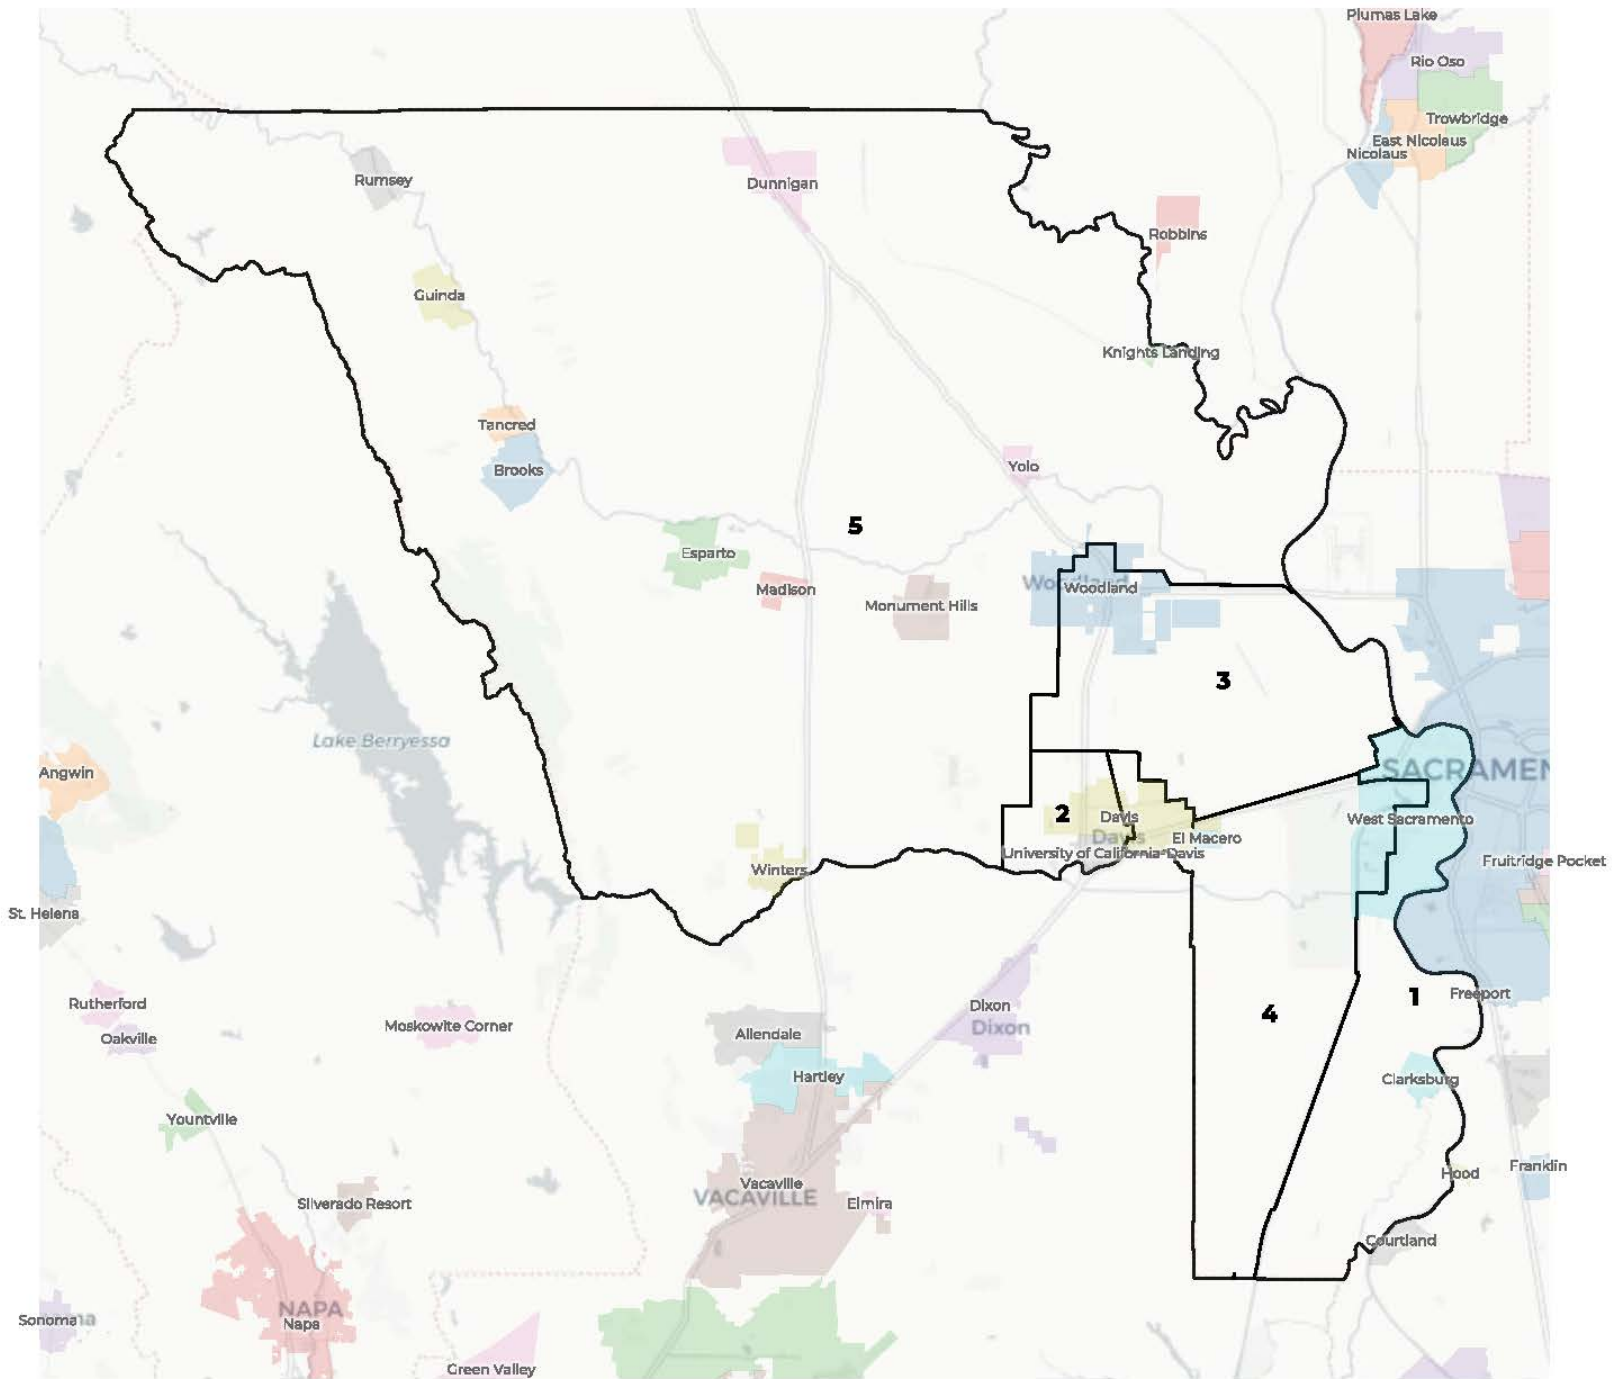 Plumas Lake
Rio Oso
Trowbridge
East Nicolaus
Nicolaus
Rumsey
Dunnigan
Robbins
Guinda
Knights Landing
Tancred
Brooks
Yolo
5
Esparto
Madison
Monument Hills
Woodland
Woodland
3
Lake Berryessa
Angwin
SACRAMEN
2
Davis
Davis
West Sacramento
El Macero
University of California-Davis
Winters
Fruitridge Pocket
St. Helena
Rutherford
Oakville
Moskowite Corner
Allendale
Dixon
Dixon
4
1
Freeport
Hartley
Clarksburg
Yountville
Silverado Resort
Vacaville
VACAVILLE
Elmira
Hood
Franklin
Courtland
Sonoma
NAPA
Napa
Green Valley